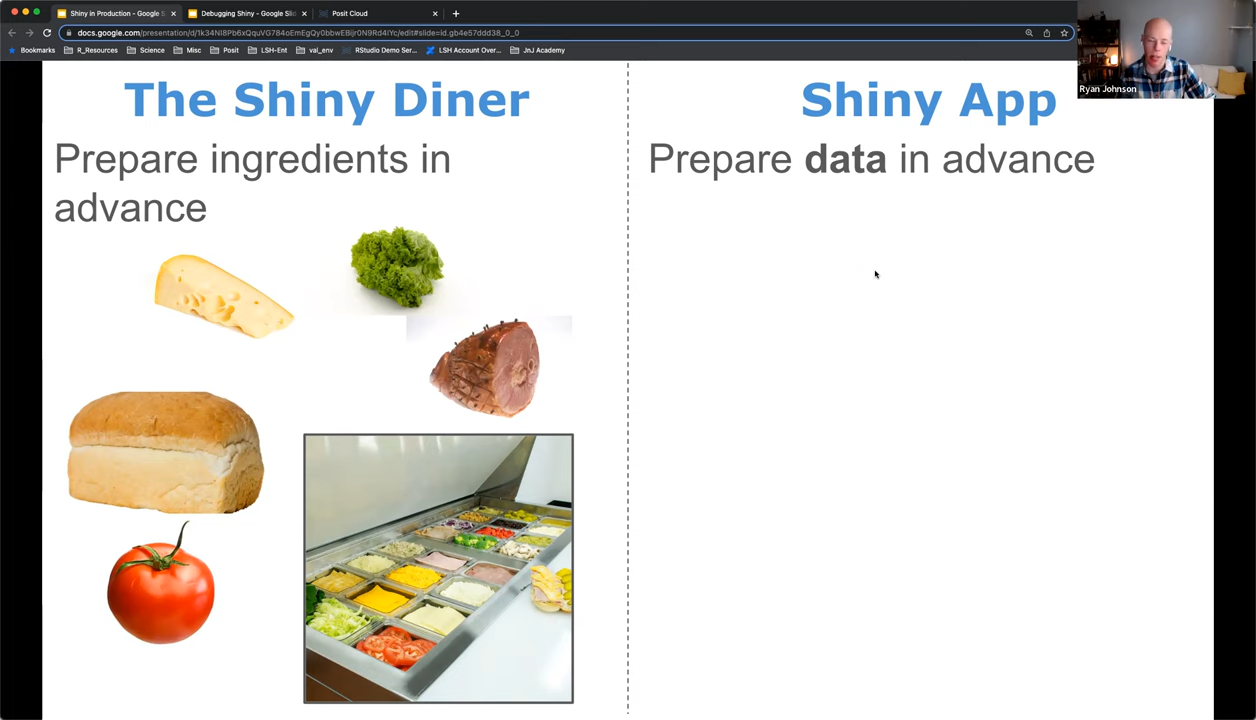 Shiny in Production - Google S
Debugging Shiny - Google Sli
Posit Cloud
Bookmarks
R_Resources
Science
Misc
Posit
LSH-Ent
val_env
RStudio Demo Ser...
LSH Account Over...
JnJ Academy
Ryan Johnson
The Shiny Diner
Prepare ingredients in
advance
Shiny App
Prepare data in advance